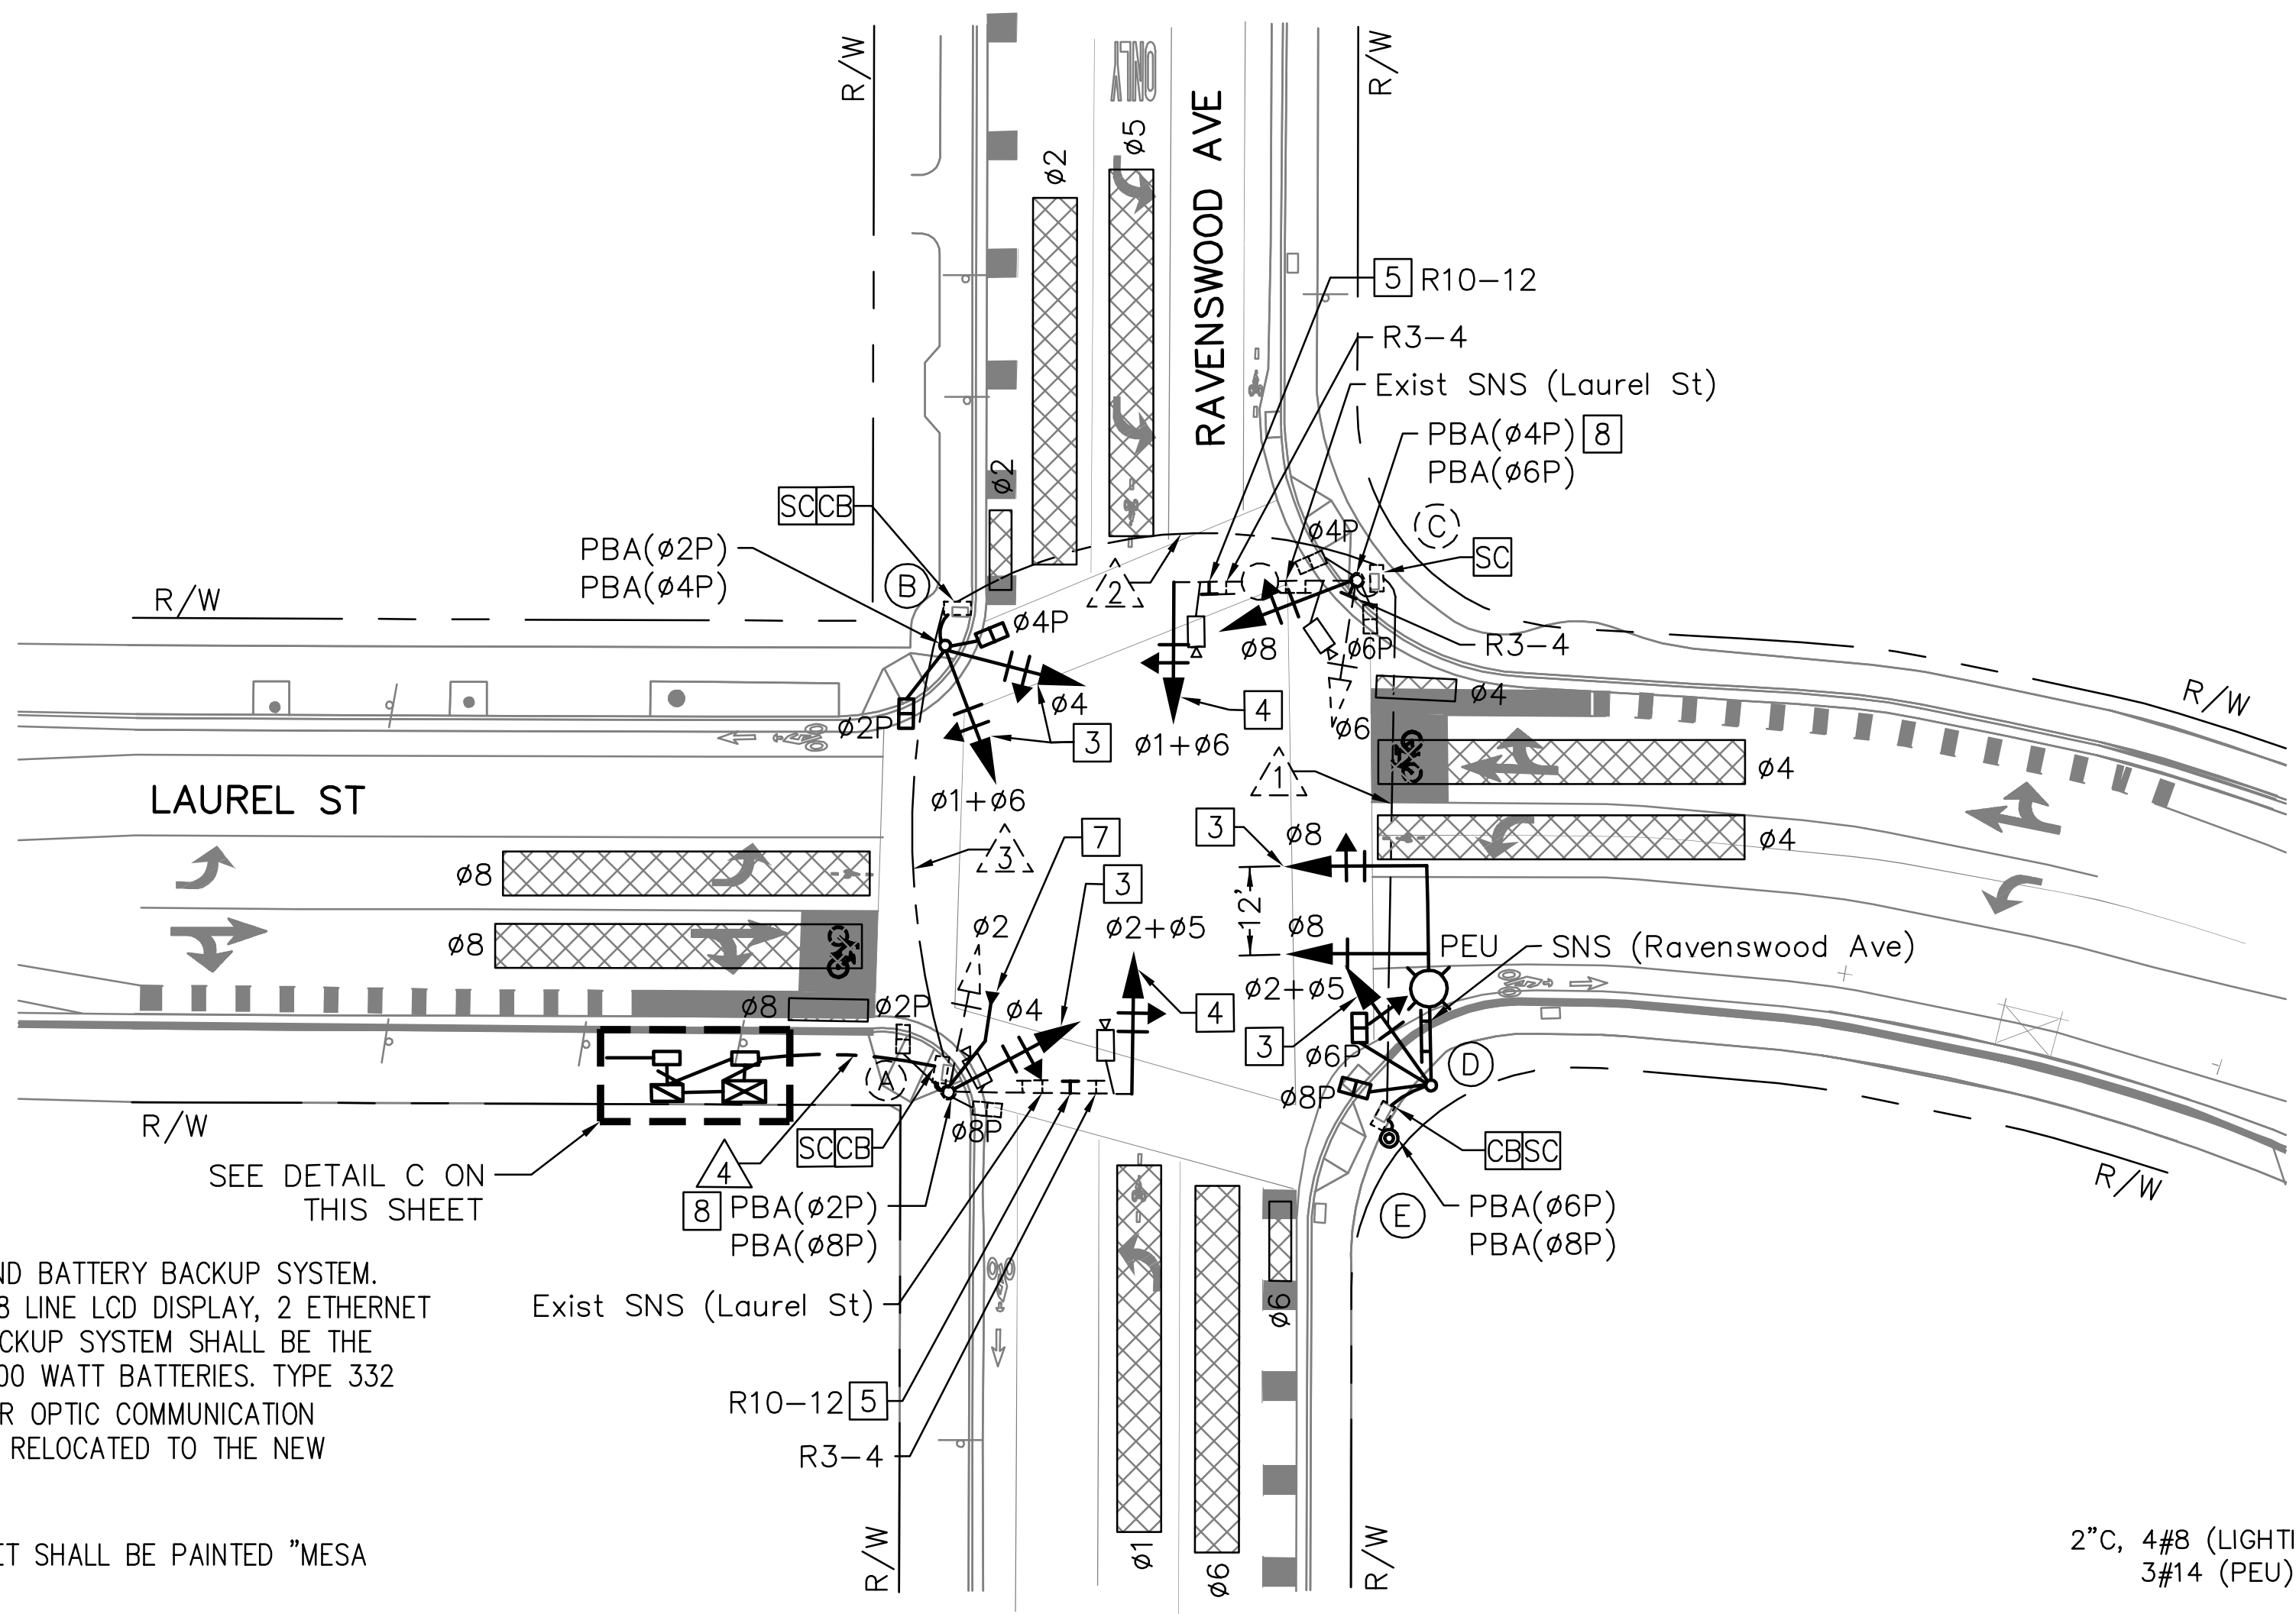 R/W
R/W
ONLY
RAVENSWOOD AVE
ø2
ø5
5 R10-12
R3-4
Exist SNS (Laurel St)
PBA(ø4P) 8
PBA(ø6P)
ø2
SC CB
C
ø4P
SC
PBA(ø2P)
PBA(ø4P)
B
2
R/W
ø4P
ø8
ø6P
R3-4
R/W
ø4
ø4
4
ø2P
3
ø1+ø6
ø6
1
ø4
LAUREL ST
ø1+ø6
3
7
3
ø8
ø4
ø8
3
12'
ø8
ø2
ø2+ø5
ø8
PEU
SNS (Ravenswood Ave)
ø2+ø5
ø8
ø2P
ø4
4
3
ø6P
D
A
ø8P
R/W
SC CB
ø8P
CB SC
R/W
SEE DETAIL C ON
THIS SHEET
4
8 PBA(ø2P)
PBA(ø8P)
E
PBA(ø6P)
PBA(ø8P)
ND BATTERY BACKUP SYSTEM.
8 LINE LCD DISPLAY, 2 ETHERNET
CKUP SYSTEM SHALL BE THE
00 WATT BATTERIES. TYPE 332
R OPTIC COMMUNICATION
RELOCATED TO THE NEW
Exist SNS (Laurel St)
ø6
R10-12 5
R3-4
ET SHALL BE PAINTED "MESA
R/W
ø1
ø6
R/W
2"C, 4#8 (LIGHTI
3#14 (PEU)